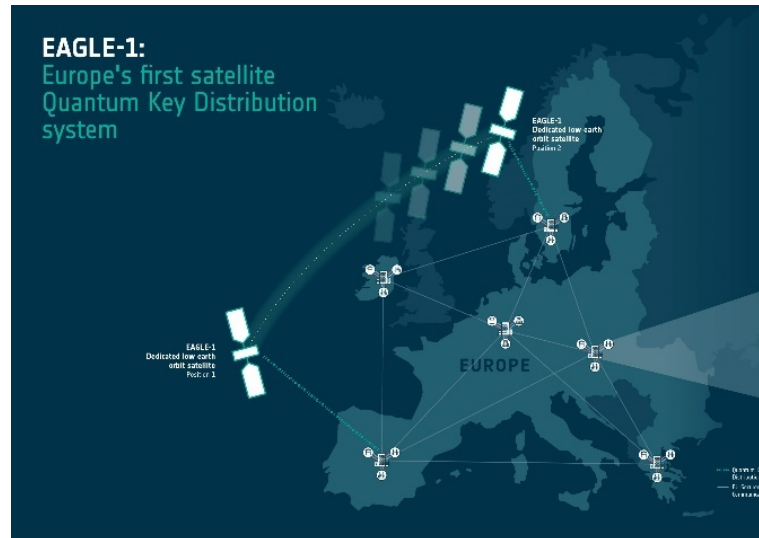 EAGLE-1:
Europe's first satellite
Quantum Key Distribution
system
EAGLE-1
Dedicated low earth
orbit satellite
Position 2
EAGLE-1
Dedicated low earth
orbit satellite
Position 1
EUROPE
Quantum